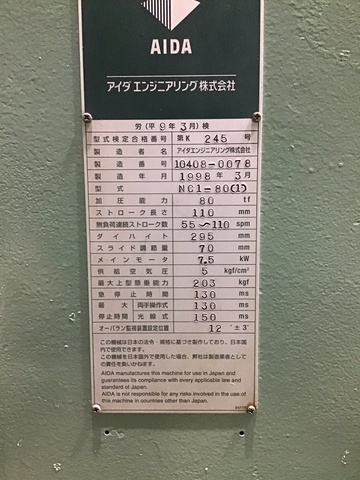 AIDA
アイダエンジニアリング株式会社
労(平 9 年 3 月)検
型式検定合格番号 第K 245 号
製造者名 アイダエンジニアリング株式会社
製造番号 10408-0078
製造年月 1998 年 3 月
型式 NC1-80(1)
加圧能力 80 tf
ストローク長さ 110 mm
無負荷連続ストローク数 55〜110 spm
ダイハイト 295 mm
スライド調節量 70 mm
メインモータ 7.5 kW
供給空気圧 5 kgf/cm²
最大上型懸垂能力 203 kgf
急停止時間 130 ms
最大停止時間 両手操作式 130 ms
光線式 150 ms
オーバラン監視装置設定位置 12 °±3°
この機械は日本国の法令・規格に基づき製作しており、日本国
内で使用できます。
この機械を日本国外で使用した場合、弊社は製造業者として
の責任を負いかねます。
AIDA manufactures this machine for use in Japan and
guarantees its compliance with every applicable law and
standard of Japan.
AIDA is not responsible for any risks involved in the use of
this machine in countries other than Japan.